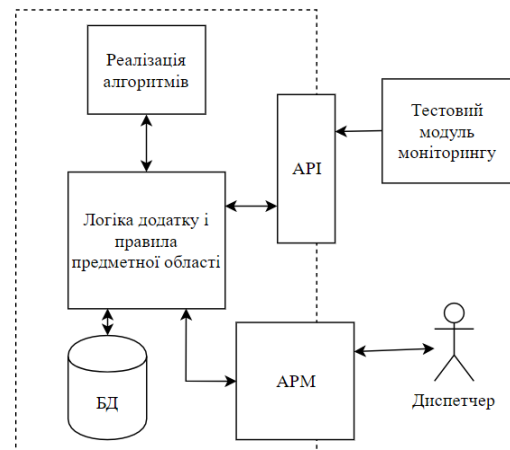 Реалізація
алгоритмів
Тестовий
модуль
моніторингу
API
Логіка додатку і
правила
предметної області
БД
АРМ
Диспетчер